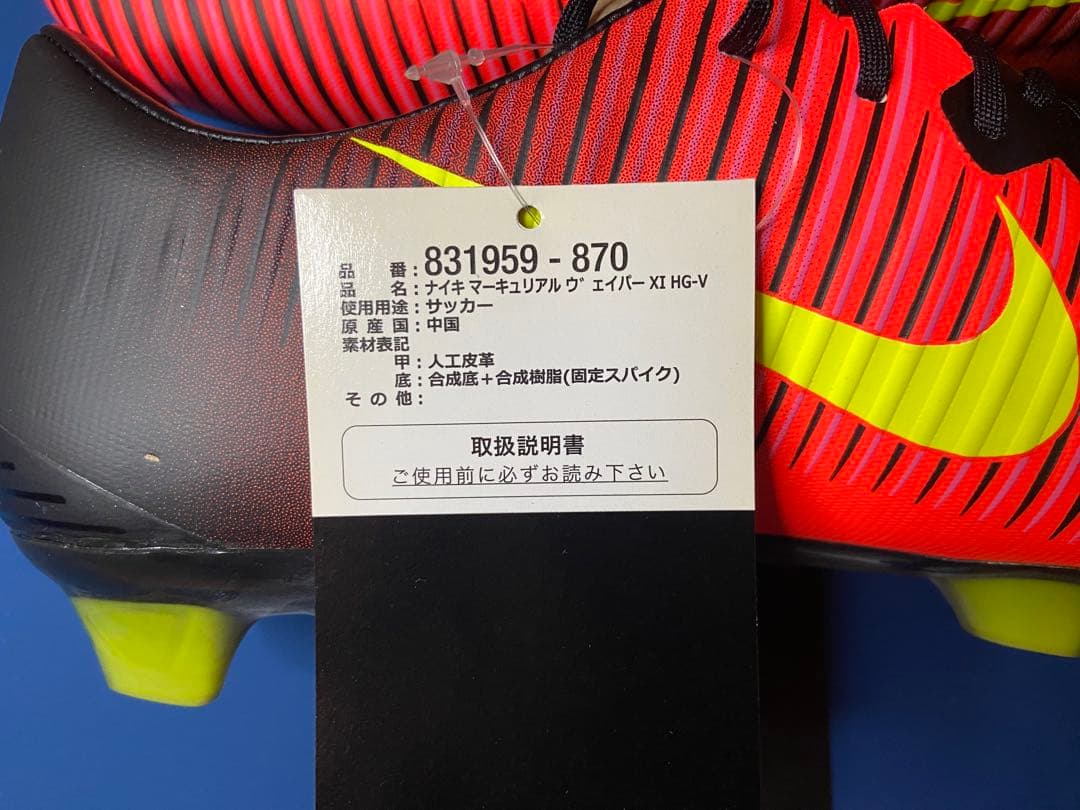 品 番：831959 - 870
品 名：ナイキ マーキュリアル ヴェイパー XI HG-V
使用用途：サッカー
原産国：中国
素材表記
甲：人工皮革
底：合成底＋合成樹脂(固定スパイク)
その他：
取扱説明書
ご使用前に必ずお読み下さい